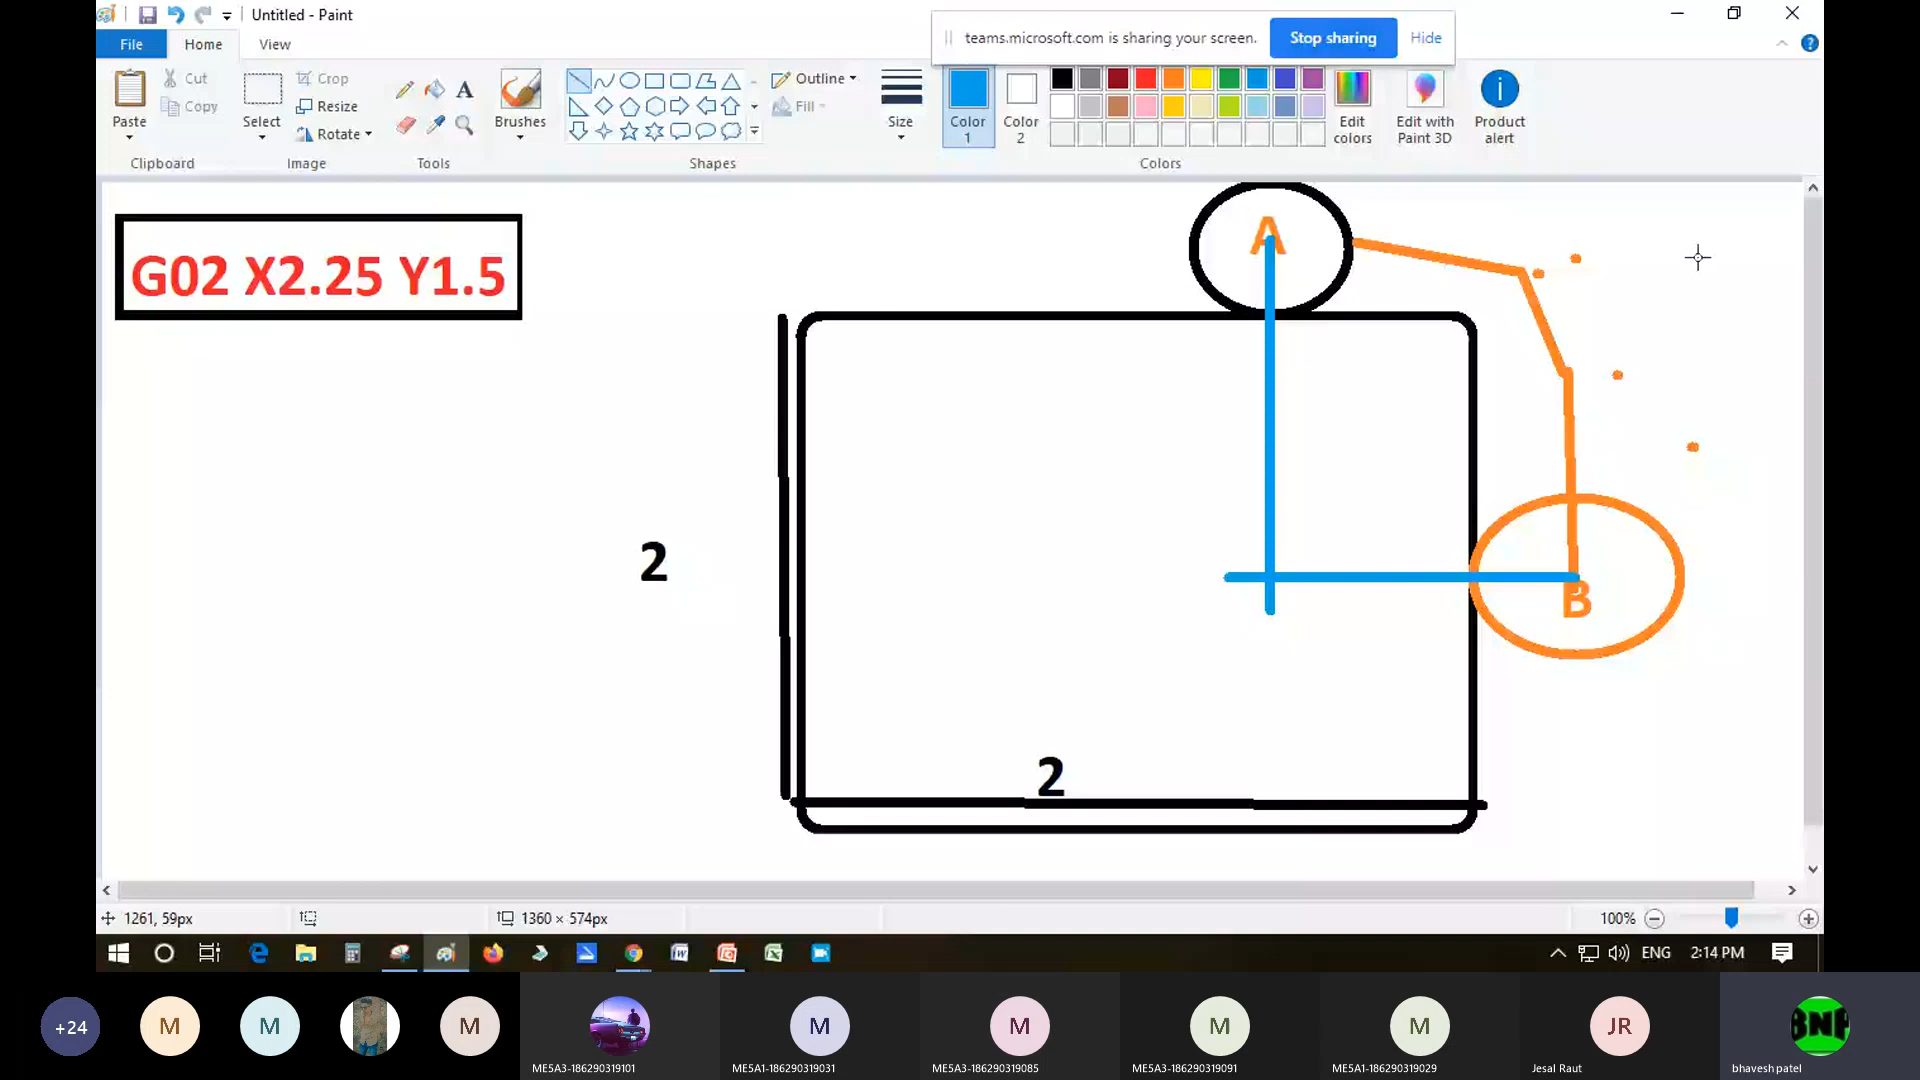 Untitled - Paint
teams.microsoft.com is sharing your screen. Stop sharing Hide
File Home View
Paste
Cut
Copy
Clipboard
Select
Crop
Resize
Rotate
Image
Tools
Brushes
Shapes
Outline
Fill
Size
Color 1
Color 2
Colors
Edit colors
Edit with Paint 3D
Product alert
G02 X2.25 Y1.5
A
2
B
2
1261, 59px
1360 × 574px
100%
ENG 2:14 PM
+24
M
M
M
ME5A3-186290319101
M
ME5A1-186290319031
M
ME5A3-186290319085
M
ME5A3-186290319091
M
ME5A1-186290319029
JR
Jesal Raut
BNP
bhavesh patel